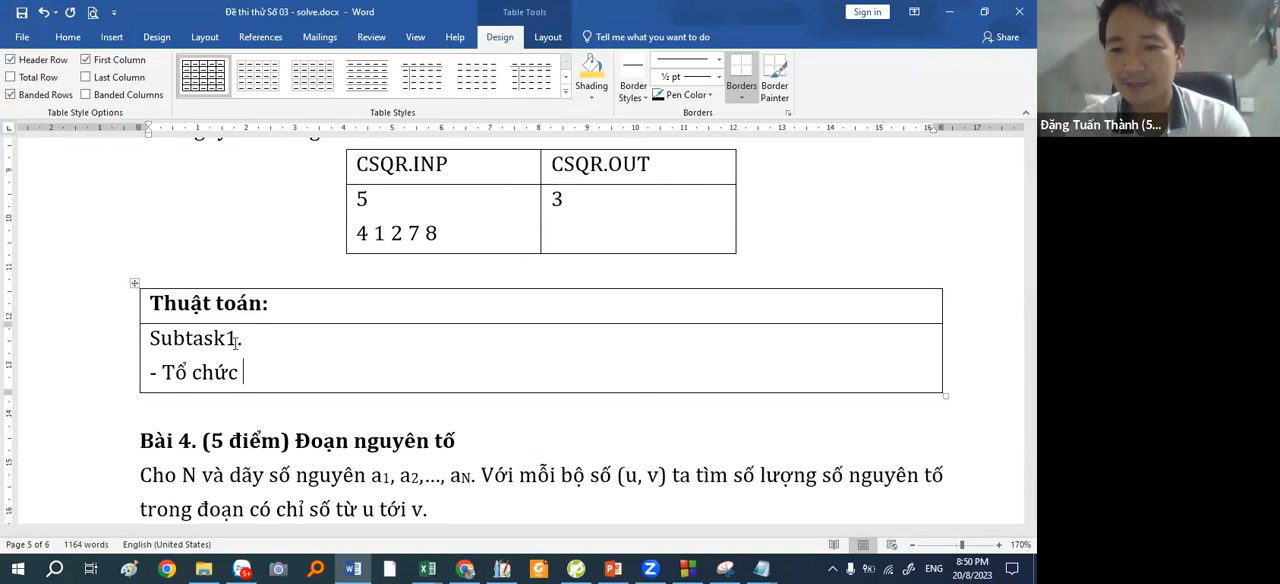 Đề thi thử Số 03 - solve.docx - Word
Table Tools
Sign in
File Home Insert Design Layout References Mailings Review View Help Design Layout Tell me what you want to do Share
Header Row First Column
Total Row Last Column
Banded Rows Banded Columns
Shading
Border Styles
½ pt
Pen Color
Borders
Border Painter
Table Style Options
Table Styles
Borders
Đặng Tuấn Thành (5...
CSQR.INP CSQR.OUT
5 3
4 1 2 7 8
Thuật toán:
Subtask1.
- Tổ chức
Bài 4. (5 điểm) Đoạn nguyên tố
Cho N và dãy số nguyên a1, a2,..., aN. Với mỗi bộ số (u, v) ta tìm số lượng số nguyên tố
trong đoạn có chỉ số từ u tới v.
Page 5 of 6 1164 words English (United States) 170%
ENG
8:50 PM
20/8/2023